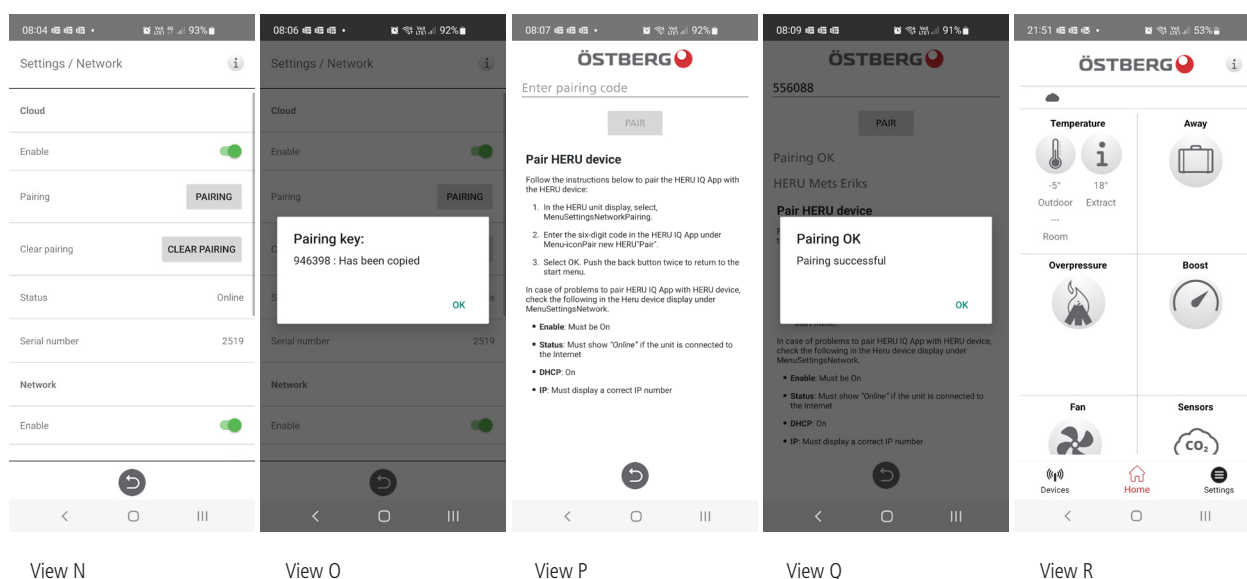 08:04
93%
Settings / Network
i
Cloud
Enable
Pairing
PAIRING
Clear pairing
CLEAR PAIRING
Status
Online
Serial number
2519
Network
Enable
View N
08:06
92%
Settings / Network
i
Cloud
Enable
Pairing
PAIRING
Pairing key:
946398 : Has been copied
OK
Serial number
2519
Network
Enable
View O
08:07
92%
ÖSTBERG
Enter pairing code
PAIR
Pair HERU device
Follow the instructions below to pair the HERU IQ App with
the HERU device:
1. In the HERU unit display, select,
MenuSettingsNetworkPairing.
2. Enter the six-digit code in the HERU IQ App under
Menu-iconPair new HERU"Pair".
3. Select OK. Push the back button twice to return to the
start menu.
In case of problems to pair HERU IQ App with HERU device,
check the following in the Heru device display under
MenuSettingsNetwork.
▪ Enable: Must be On
▪ Status: Must show "Online" if the unit is connected to
the Internet
▪ DHCP: On
▪ IP: Must display a correct IP number
View P
08:09
91%
ÖSTBERG
556088
PAIR
Pairing OK
HERU Mets Eriks
Pair HERU device
Pairing OK
Pairing successful
OK
start menu.
In case of problems to pair HERU IQ App with HERU device,
check the following in the Heru device display under
MenuSettingsNetwork.
▪ Enable: Must be On
▪ Status: Must show "Online" if the unit is connected to
the Internet
▪ DHCP: On
▪ IP: Must display a correct IP number
View Q
21:51
53%
ÖSTBERG
i
Temperature
Away
i
-5°
18°
Outdoor
Extract
---
Room
Overpressure
Boost
Fan
Sensors
CO₂
Devices
Home
Settings
View R